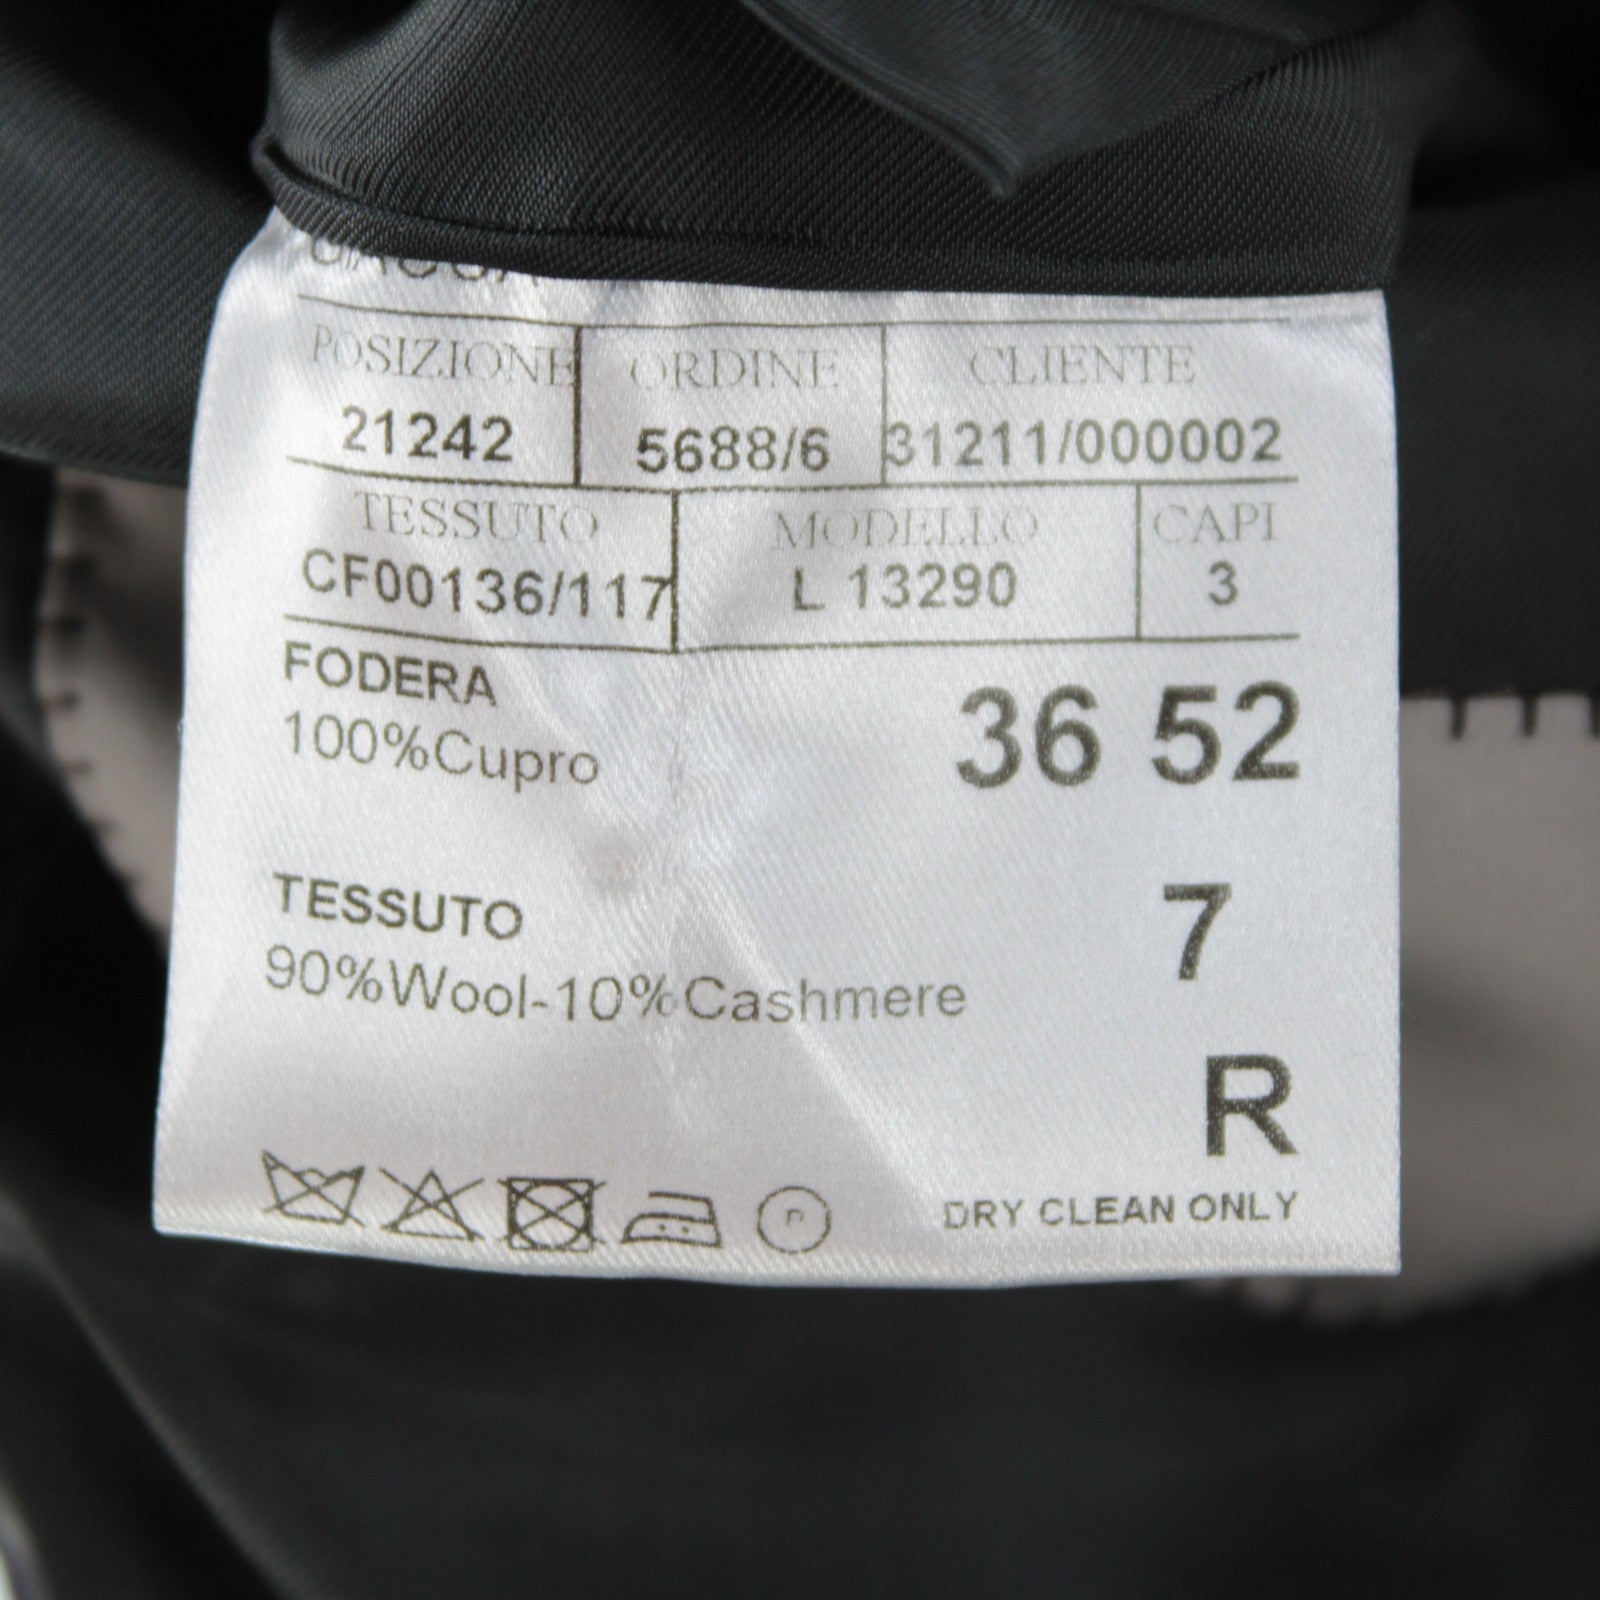 POSIZIONE ORDINE CLIENTE
21242 5688/6 31211/000002
TESSUTO MODELLO CAPI
CF00136/117 L 13290 3
FODERA
100%Cupro
36 52
TESSUTO
90%Wool-10%Cashmere
7
R
DRY CLEAN ONLY